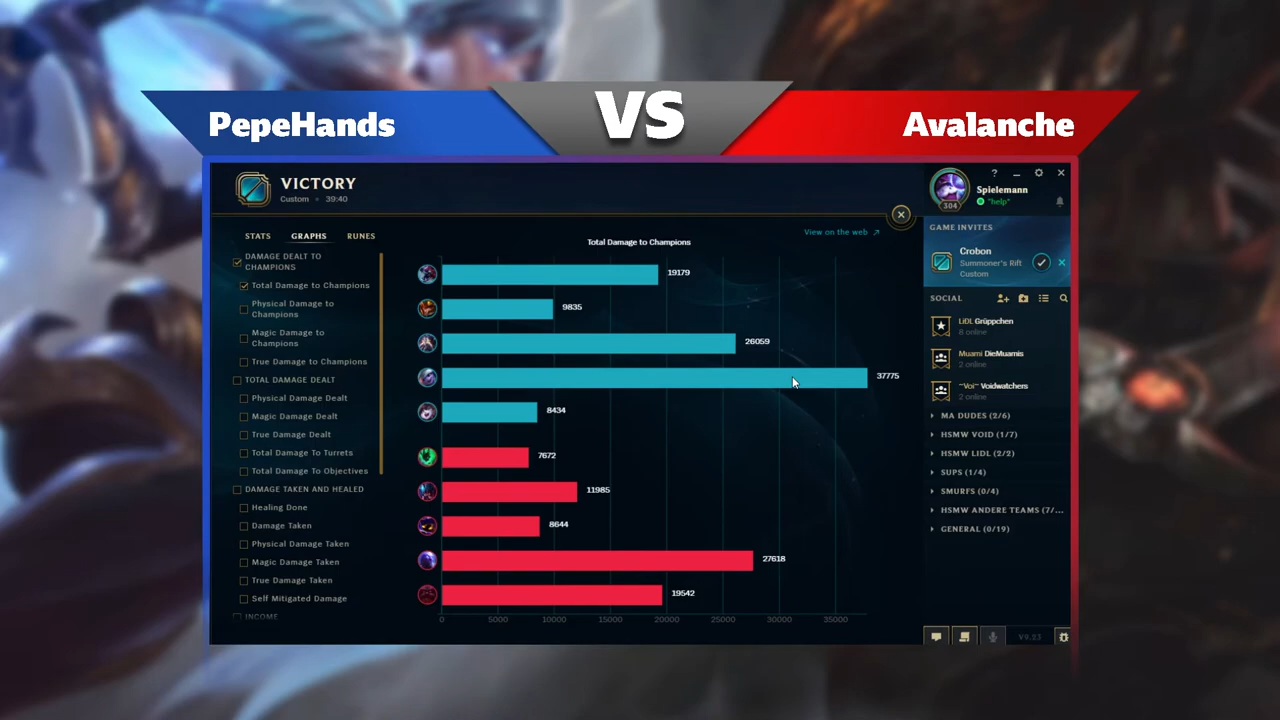 PepeHands
VS
Avalanche
VICTORY
Custom • 39:40
STATS GRAPHS RUNES
View on the web
Total Damage to Champions
DAMAGE DEALT TO
CHAMPIONS
Total Damage to Champions
Physical Damage to
Champions
Magic Damage to
Champions
True Damage to Champions
TOTAL DAMAGE DEALT
Physical Damage Dealt
Magic Damage Dealt
True Damage Dealt
Total Damage To Turrets
Total Damage To Objectives
DAMAGE TAKEN AND HEALED
Healing Done
Damage Taken
Physical Damage Taken
Magic Damage Taken
True Damage Taken
Self Mitigated Damage
INCOME
19179
9835
26059
37775
8434
7672
11985
8644
27618
19542
0 5000 10000 15000 20000 25000 30000 35000
?
304
Spielemann
"help"
GAME INVITES
Crobon
Summoner's Rift
Custom
SOCIAL
LiDL Grüppchen
8 online
Muami DieMuamis
2 online
~Voi~ Voidwatchers
2 online
MA DUDES (2/6)
HSMW VOID (1/7)
HSMW LIDL (2/2)
SUPS (1/4)
SMURFS (0/4)
HSMW ANDERE TEAMS (7/...
GENERAL (0/19)
V9.23